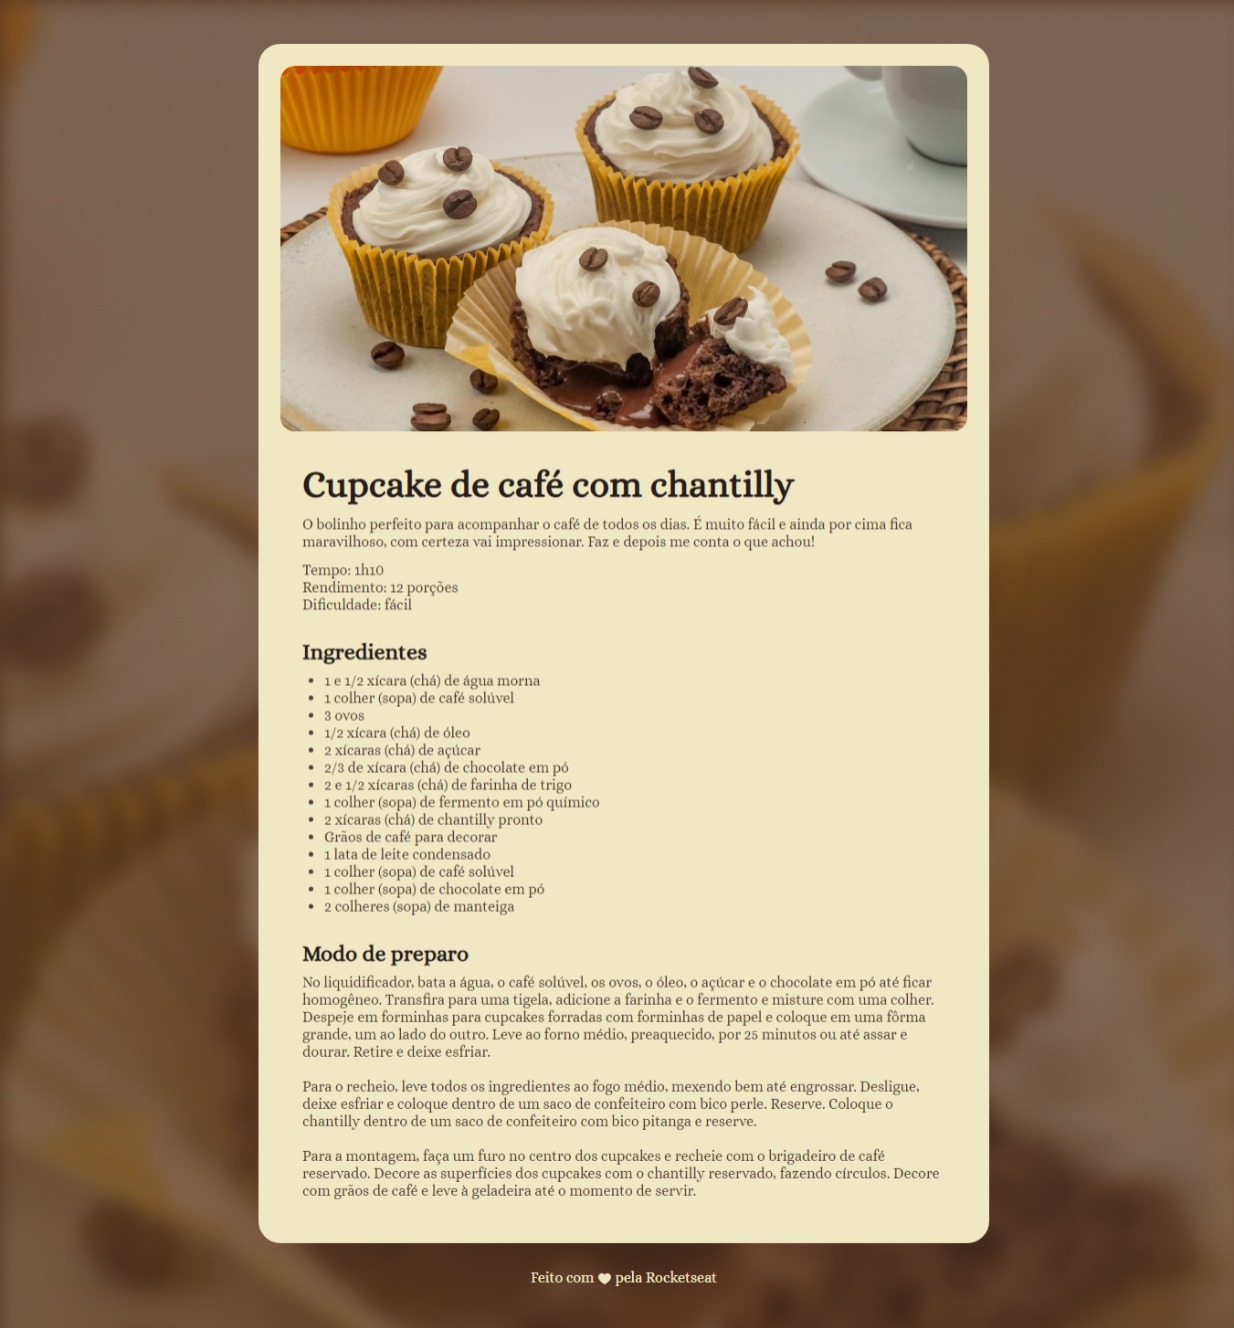 Cupcake de café com chantilly
O bolinho perfeito para acompanhar o café de todos os dias. É muito fácil e ainda por cima fica
maravilhoso, com certeza vai impressionar. Faz e depois me conta o que achou!
Tempo: 1h10
Rendimento: 12 porções
Dificuldade: fácil
Ingredientes
• 1 e 1/2 xícara (chá) de água morna
• 1 colher (sopa) de café solúvel
• 3 ovos
• 1/2 xícara (chá) de óleo
• 2 xícaras (chá) de açúcar
• 2/3 de xícara (chá) de chocolate em pó
• 2 e 1/2 xícaras (chá) de farinha de trigo
• 1 colher (sopa) de fermento em pó químico
• 2 xícaras (chá) de chantilly pronto
• Grãos de café para decorar
• 1 lata de leite condensado
• 1 colher (sopa) de café solúvel
• 1 colher (sopa) de chocolate em pó
• 2 colheres (sopa) de manteiga
Modo de preparo
No liquidificador, bata a água, o café solúvel, os ovos, o óleo, o açúcar e o chocolate em pó até ficar
homogêneo. Transfira para uma tigela, adicione a farinha e o fermento e misture com uma colher.
Despeje em forminhas para cupcakes forradas com forminhas de papel e coloque em uma fôrma
grande, um ao lado do outro. Leve ao forno médio, preaquecido, por 25 minutos ou até assar e
dourar. Retire e deixe esfriar.
Para o recheio, leve todos os ingredientes ao fogo médio, mexendo bem até engrossar. Desligue,
deixe esfriar e coloque dentro de um saco de confeiteiro com bico perle. Reserve. Coloque o
chantilly dentro de um saco de confeiteiro com bico pitanga e reserve.
Para a montagem, faça um furo no centro dos cupcakes e recheie com o brigadeiro de café
reservado. Decore as superfícies dos cupcakes com o chantilly reservado, fazendo círculos. Decore
com grãos de café e leve à geladeira até o momento de servir.
Feito com ♥ pela Rocketseat